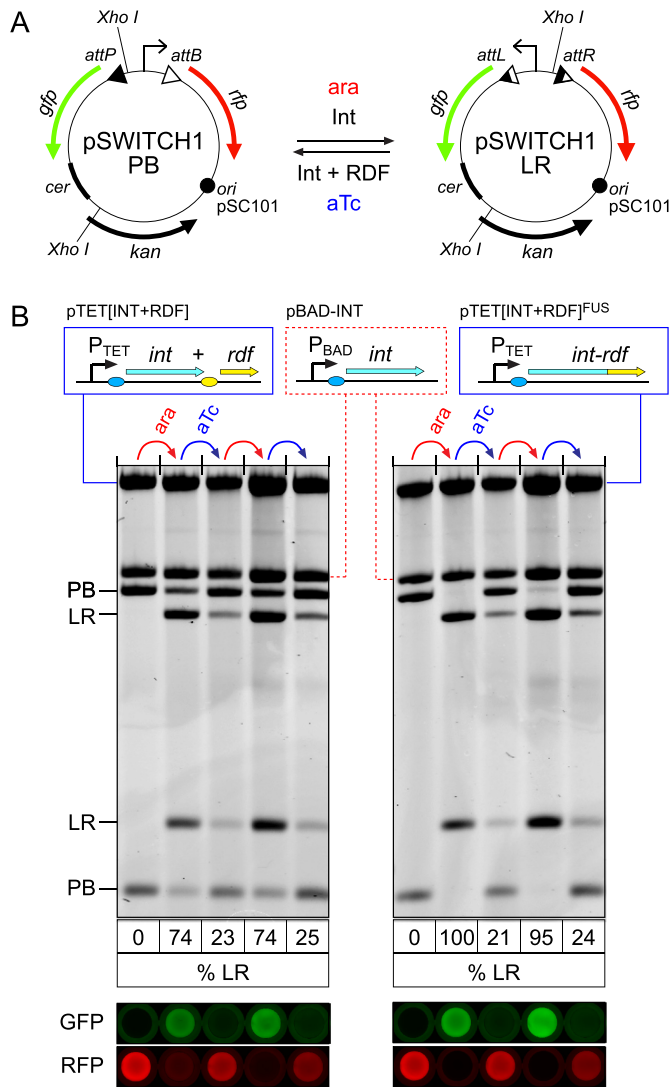 A
Xho I
attP
attB
gfp
rfp
pSWITCH1
PB
cer
ori
pSC101
Xho I
kan
ara
Int
Int + RDF
aTc
Xho I
attL
attR
gfp
rfp
pSWITCH1
LR
cer
ori
pSC101
Xho I
kan
B
pTET[INT+RDF]
pBAD-INT
pTET[INT+RDF]FUS
PTET int + rdf
PBAD int
PTET int-rdf
ara aTc
ara aTc
PB
LR
LR
PB
0 74 23 74 25
% LR
0 100 21 95 24
% LR
GFP
RFP